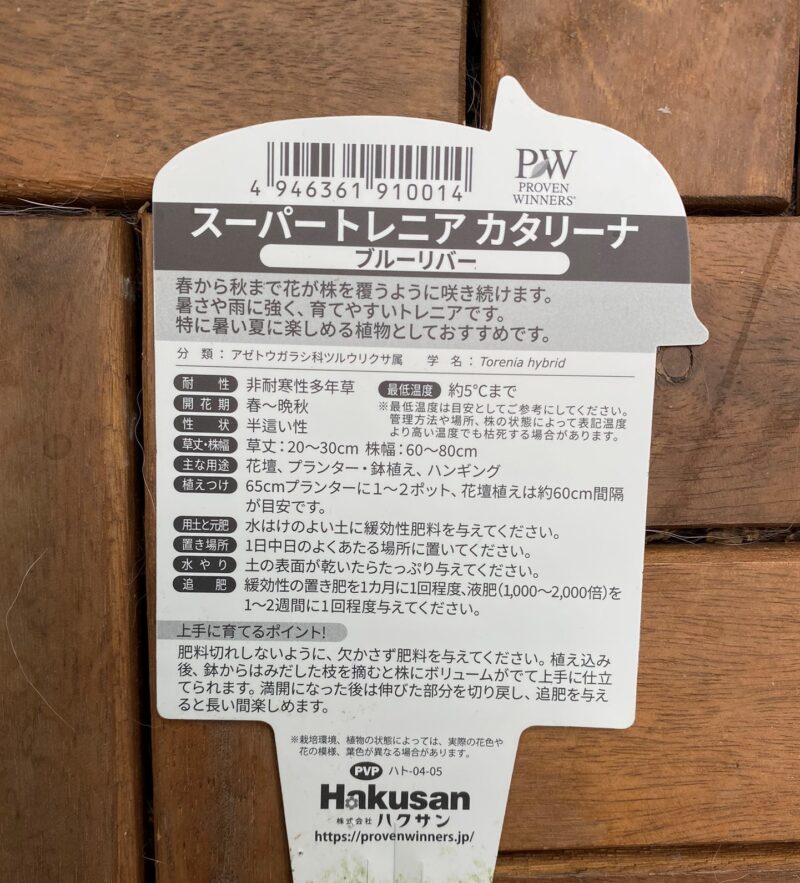 4 946361 910014
PW
PROVEN
WINNERS®
スーパートレニア カタリーナ
ブルーリバー
春から秋まで花が株を覆うように咲き続けます。
暑さや雨に強く、育てやすいトレニアです。
特に暑い夏に楽しめる植物としておすすめです。
分 類：アゼトウガラシ科ツルウリクサ属 学 名：Torenia hybrid
耐 性 非耐寒性多年草 最低温度 約5℃まで
開花期 春〜晩秋 ※最低温度は目安としてご参考にしてください。
管理方法や場所、株の状態によって表記温度
性 状 半這い性 より高い温度でも枯死する場合があります。
草丈・株幅 草丈：20〜30cm 株幅：60〜80cm
主な用途 花壇、プランター・鉢植え、ハンギング
植えつけ 65cmプランターに1〜2ポット、花壇植えは約60cm間隔
が目安です。
用土と元肥 水はけのよい土に緩効性肥料を与えてください。
置き場所 1日中日のよくあたる場所に置いてください。
水やり 土の表面が乾いたらたっぷり与えてください。
追 肥 緩効性の置き肥を1カ月に1回程度、液肥（1,000〜2,000倍）を
1〜2週間に1回程度与えてください。
上手に育てるポイント!
肥料切れしないように、欠かさず肥料を与えてください。植え込み
後、鉢からはみだした枝を摘むと株にボリュームがでて上手に仕立
てられます。満開になった後は伸びた部分を切り戻し、追肥を与え
ると長い間楽しめます。
※栽培環境、植物の状態によっては、実際の花色や
花の模様、葉色が異なる場合があります。
PVP ハト-04-05
Hakusan
株式会社 ハクサン
https://provenwinners.jp/